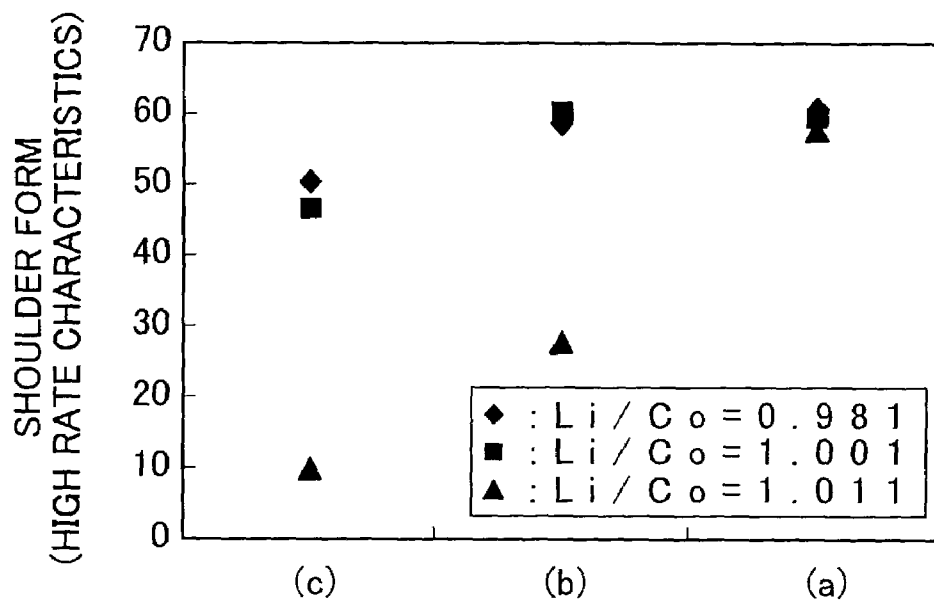 SHOULDER FORM
(HIGH RATE CHARACTERISTICS)
70
60
50
40
30
20
10
0
◆ : Li/Co=0.981
■ : Li/Co=1.001
▲ : Li/Co=1.011
(c) (b) (a)